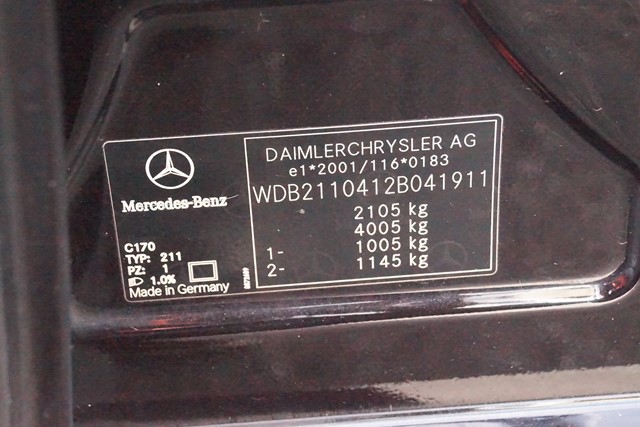 Mercedes-Benz
C170
TYP: 211
PZ: 1
1.0%
Made in Germany
DAIMLERCHRYSLER AG
e1*2001/116*0183
WDB2110412B041911
2105 kg
4005 kg
1- 1005 kg
2- 1145 kg